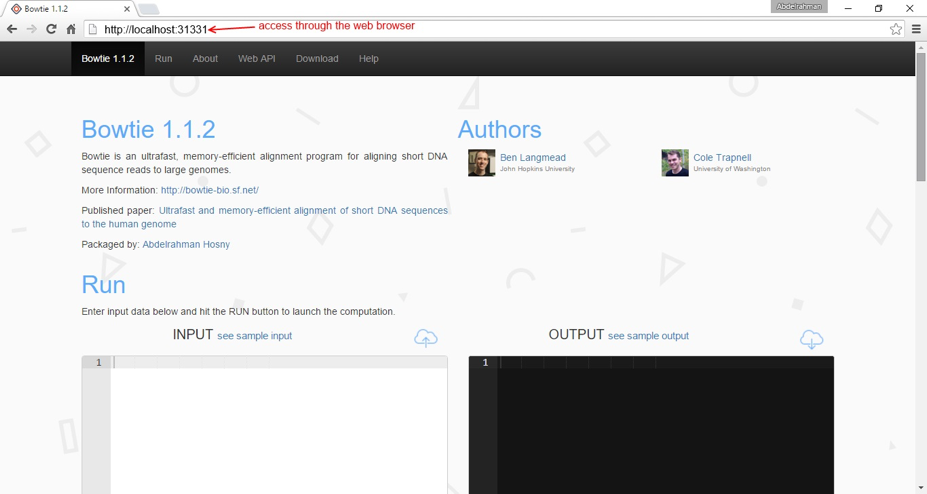 Bowtie 1.1.2
Abdelrahman
http://localhost:31331
access through the web browser
Bowtie 1.1.2 Run About Web API Download Help
Bowtie 1.1.2
Bowtie is an ultrafast, memory-efficient alignment program for aligning short DNA
sequence reads to large genomes.
More Information: http://bowtie-bio.sf.net/
Published paper: Ultrafast and memory-efficient alignment of short DNA sequences
to the human genome
Packaged by: Abdelrahman Hosny
Authors
Ben Langmead
John Hopkins University
Cole Trapnell
University of Washington
Run
Enter input data below and hit the RUN button to launch the computation.
INPUT see sample input
OUTPUT see sample output
1
1